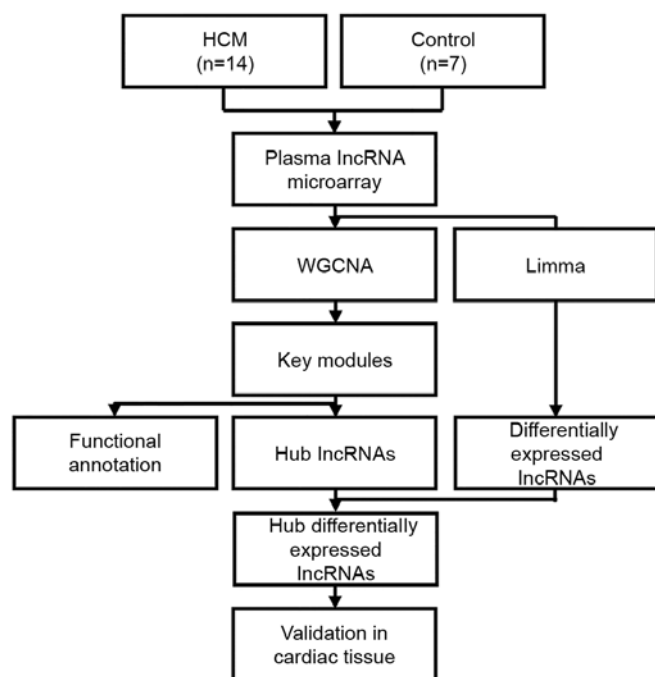 HCM
(n=14)
Control
(n=7)
Plasma lncRNA
microarray
WGCNA
Limma
Key modules
Functional
annotation
Hub lncRNAs
Differentially
expressed
lncRNAs
Hub differentially
expressed
lncRNAs
Validation in
cardiac tissue